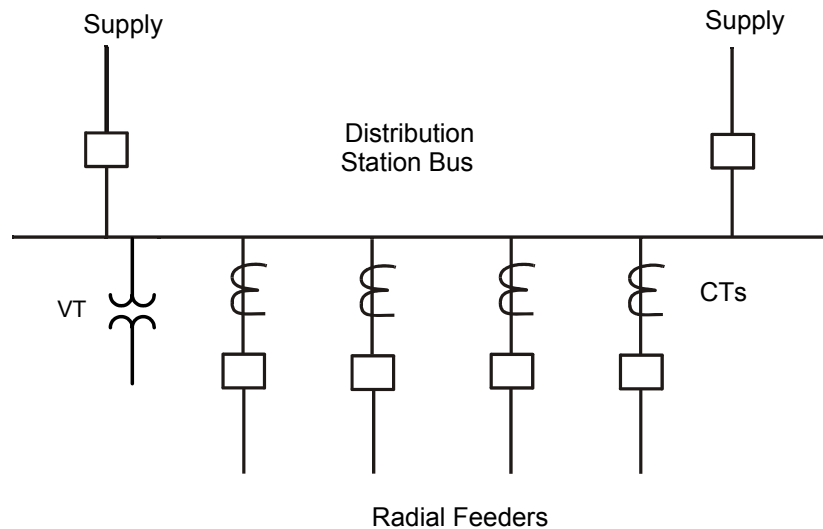 Supply
Supply
Distribution
Station Bus
VT
CTs
Radial Feeders